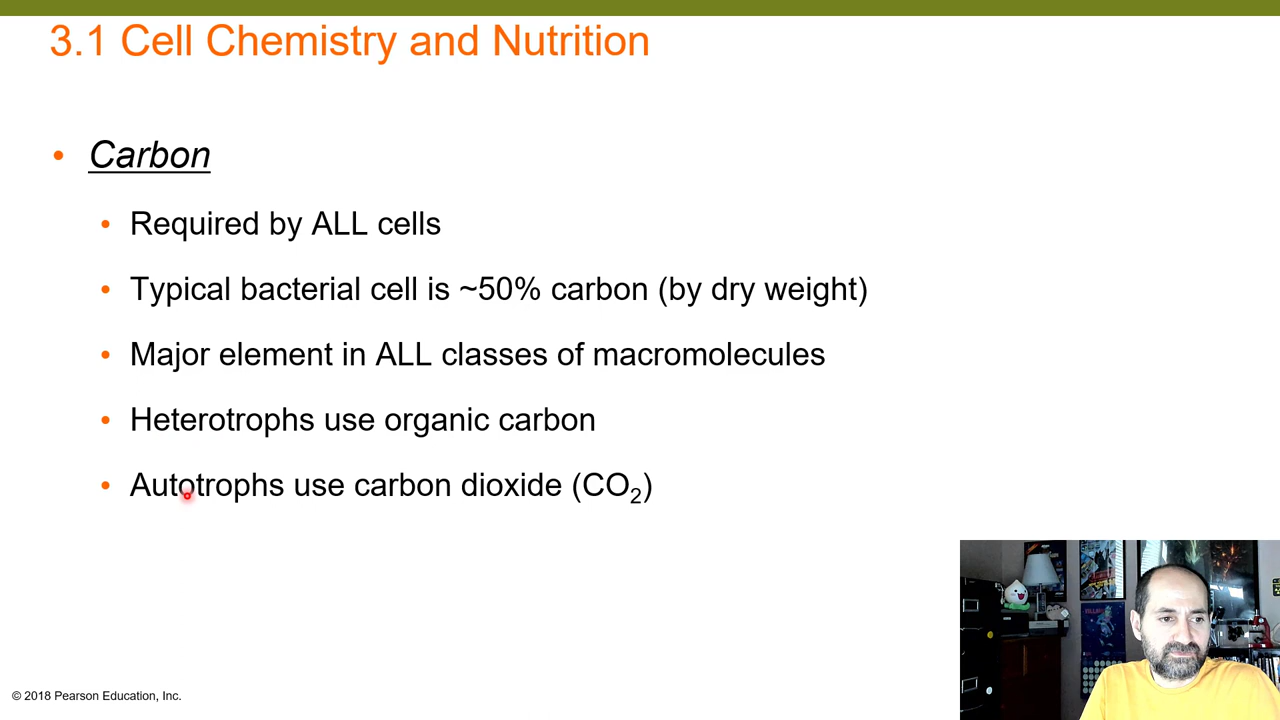 3.1 Cell Chemistry and Nutrition
• Carbon
• Required by ALL cells
• Typical bacterial cell is ~50% carbon (by dry weight)
• Major element in ALL classes of macromolecules
• Heterotrophs use organic carbon
• Autotrophs use carbon dioxide (CO₂)
© 2018 Pearson Education, Inc.